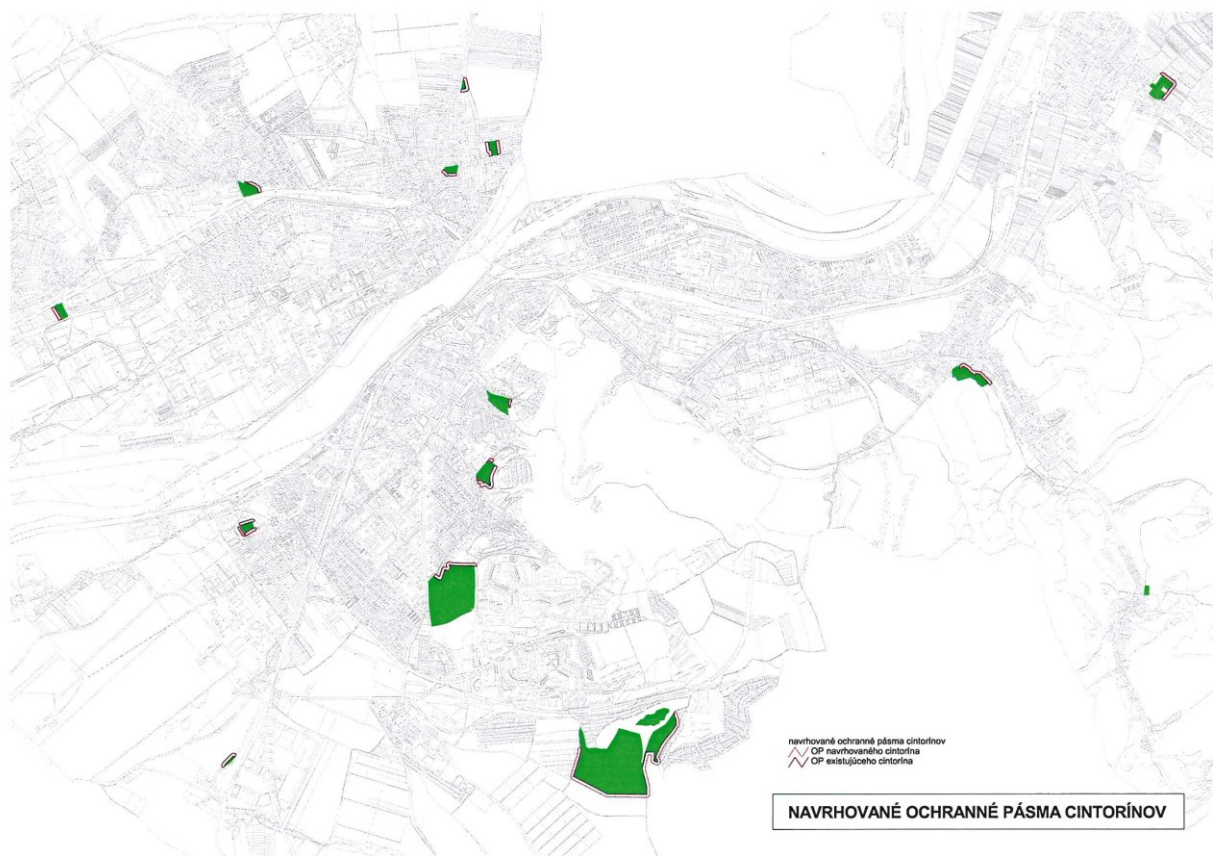 navrhované ochranné pásma cintorínov
OP navrhovaného cintorína
OP existujúceho cintorína
NAVRHOVANÉ OCHRANNÉ PÁSMA CINTORÍNOV